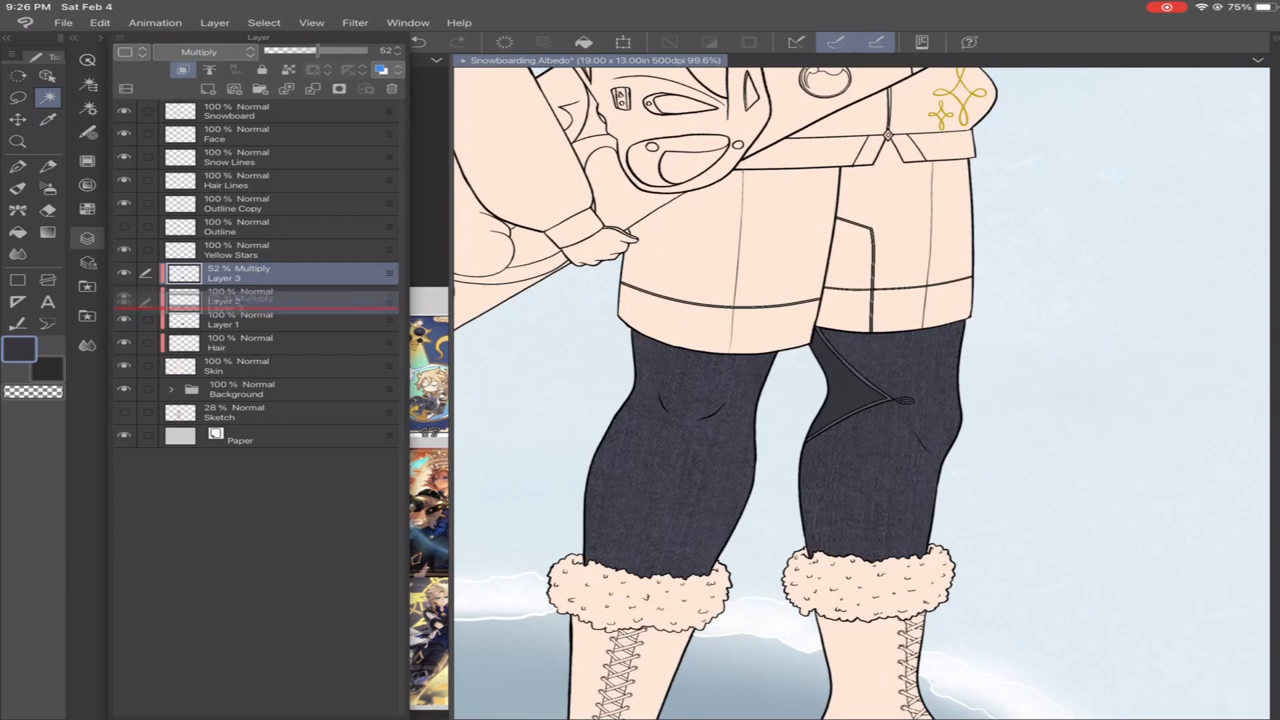 9:26 PM Sat Feb 4 75%
File Edit Animation Layer Select View Filter Window Help
Layer
Multiply 52
Snowboarding Albedo* (19.00 x 13.00in 500dpi 99.6%)
100 % Normal
Snowboard
100 % Normal
Face
100 % Normal
Snow Lines
100 % Normal
Hair Lines
100 % Normal
Outline Copy
100 % Normal
Outline
100 % Normal
Yellow Stars
52 % Multiply
Layer 3
100 % Normal
Layer 2
100 % Normal
Layer 1
100 % Normal
Hair
100 % Normal
Skin
100 % Normal
Background
28 % Normal
Sketch
Paper